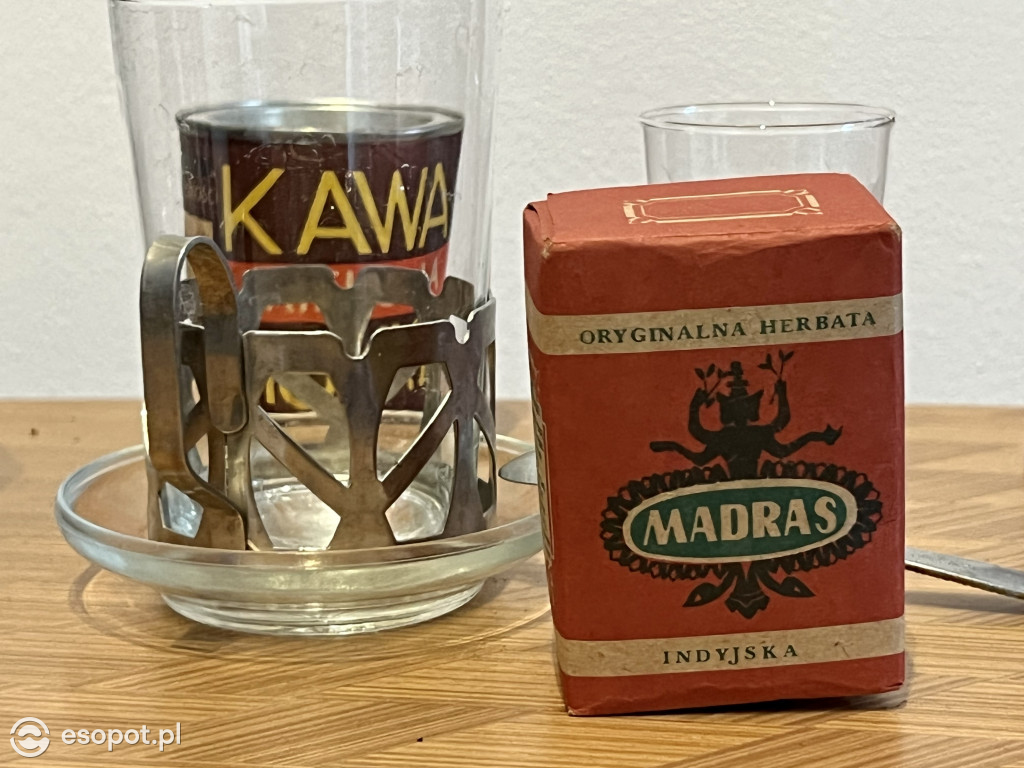 KAWA
ORYGINALNA HERBATA
MADRAS
INDYJSKA
esopot.pl